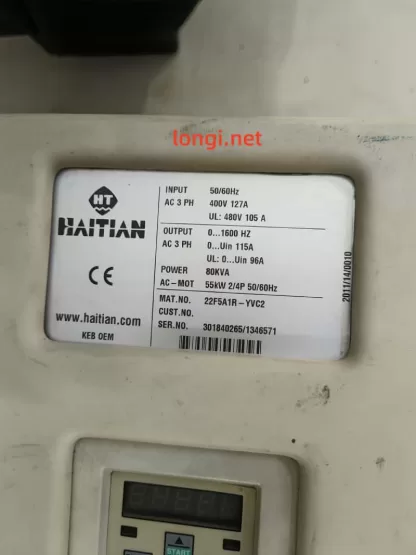 longi.net
HT
HAITIAN
CE
www.haitian.com
KEB OEM
INPUT 50/60Hz
AC 3 PH 400V 127A
UL: 480V 105 A
OUTPUT 0...1600 HZ
AC 3 PH 0...Uin 115A
UL: 0...Uin 96A
POWER 80KVA
AC-MOT 55kW 2/4P 50/60Hz
MAT.NO. 22F5A1R-YVC2
CUST.NO.
SER.NO. 301840265/1346571
2011/14/0010
START